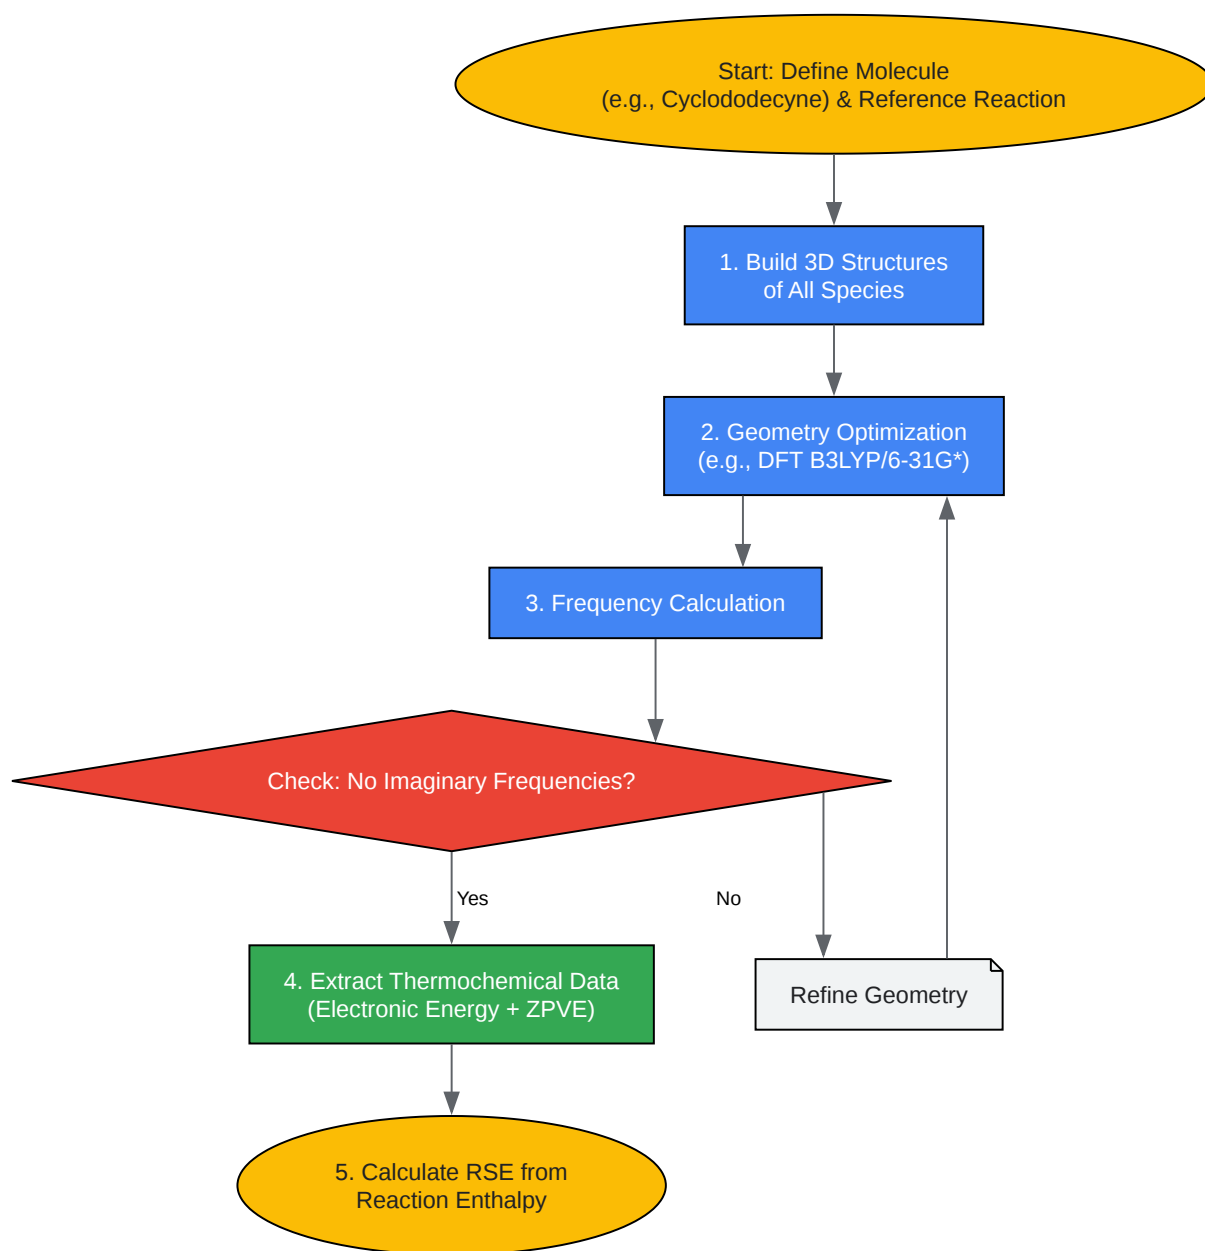 Start: Define Molecule
(e.g., Cyclododecyne) & Reference Reaction
1. Build 3D Structures
of All Species
2. Geometry Optimization
(e.g., DFT B3LYP/6-31G*)
3. Frequency Calculation
Check: No Imaginary Frequencies?
Yes
No
4. Extract Thermochemical Data
(Electronic Energy + ZPVE)
Refine Geometry
5. Calculate RSE from
Reaction Enthalpy